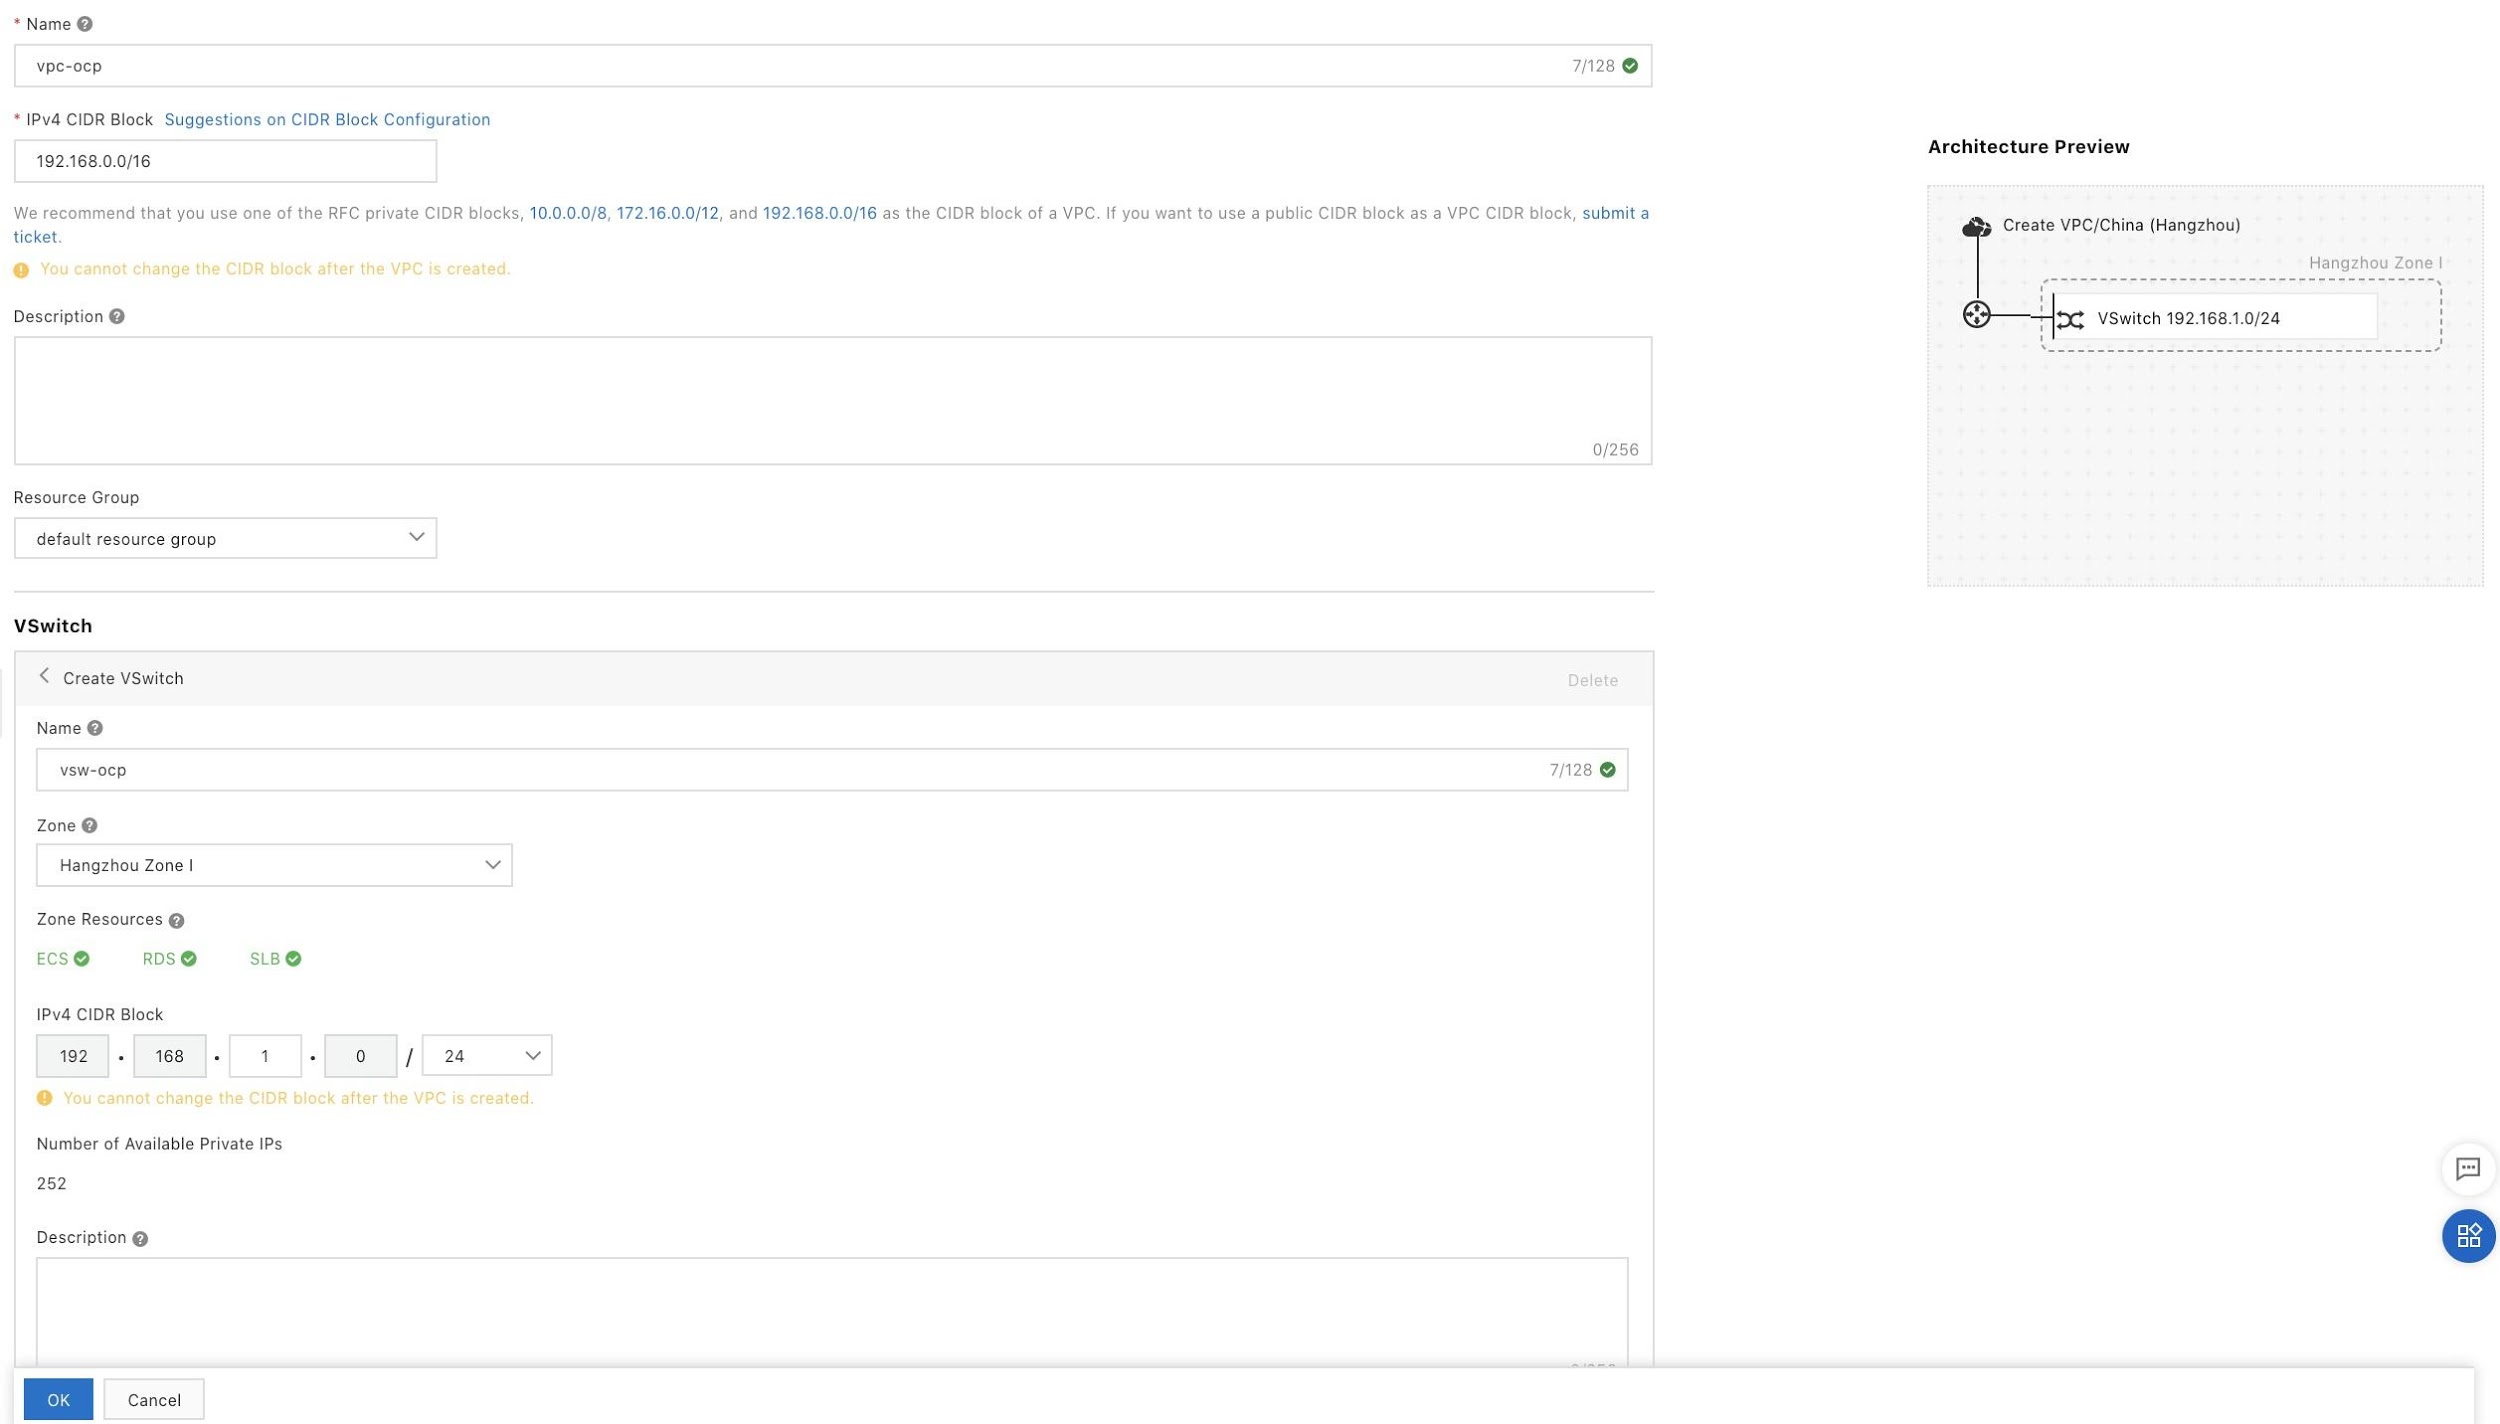 * Name
vpc-ocp 7/128
* IPv4 CIDR Block Suggestions on CIDR Block Configuration
192.168.0.0/16
We recommend that you use one of the RFC private CIDR blocks, 10.0.0.0/8, 172.16.0.0/12, and 192.168.0.0/16 as the CIDR block of a VPC. If you want to use a public CIDR block as a VPC CIDR block, submit a
ticket.
You cannot change the CIDR block after the VPC is created.
Description
0/256
Resource Group
default resource group
VSwitch
Create VSwitch Delete
Name
vsw-ocp 7/128
Zone
Hangzhou Zone I
Zone Resources
ECS RDS SLB
IPv4 CIDR Block
192 . 168 . 1 . 0 / 24
You cannot change the CIDR block after the VPC is created.
Number of Available Private IPs
252
Description
OK Cancel
Architecture Preview
Create VPC/China (Hangzhou)
Hangzhou Zone I
VSwitch 192.168.1.0/24